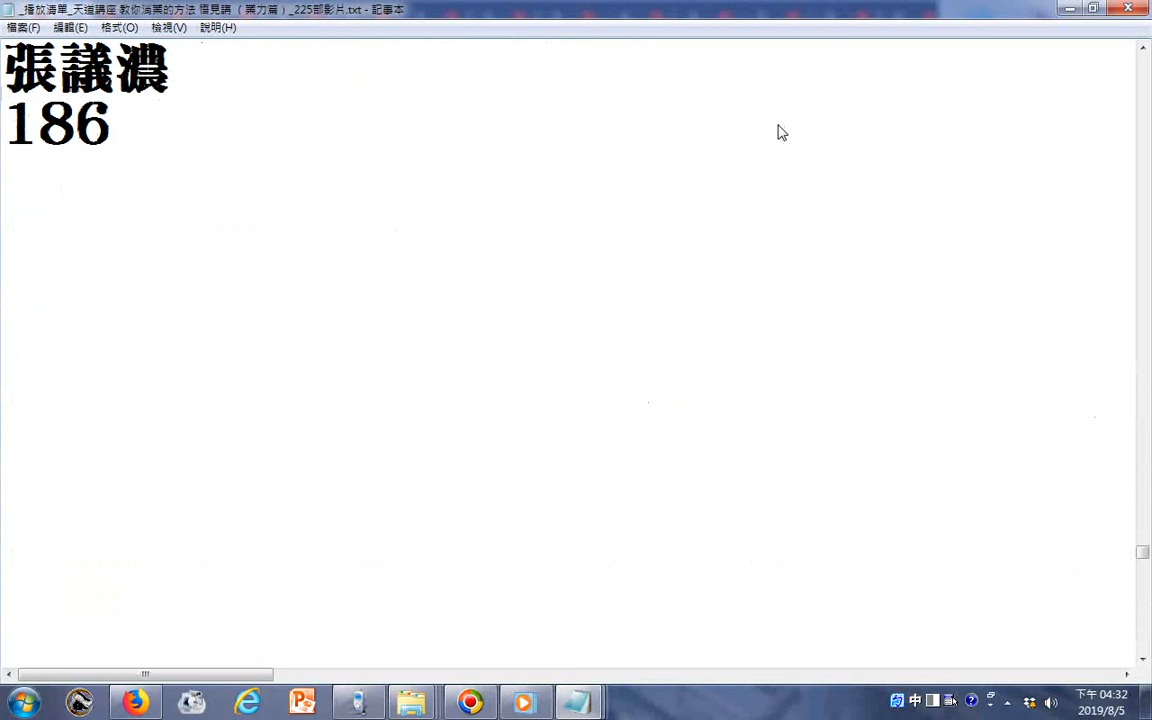 _播放清單_天道講座 教你消業的方法 悟見講 (業力篇)_225部影片.txt - 記事本
檔案(F) 編輯(E) 格式(O) 檢視(V) 說明(H)
張議濃
186
中
下午 04:32
2019/8/5